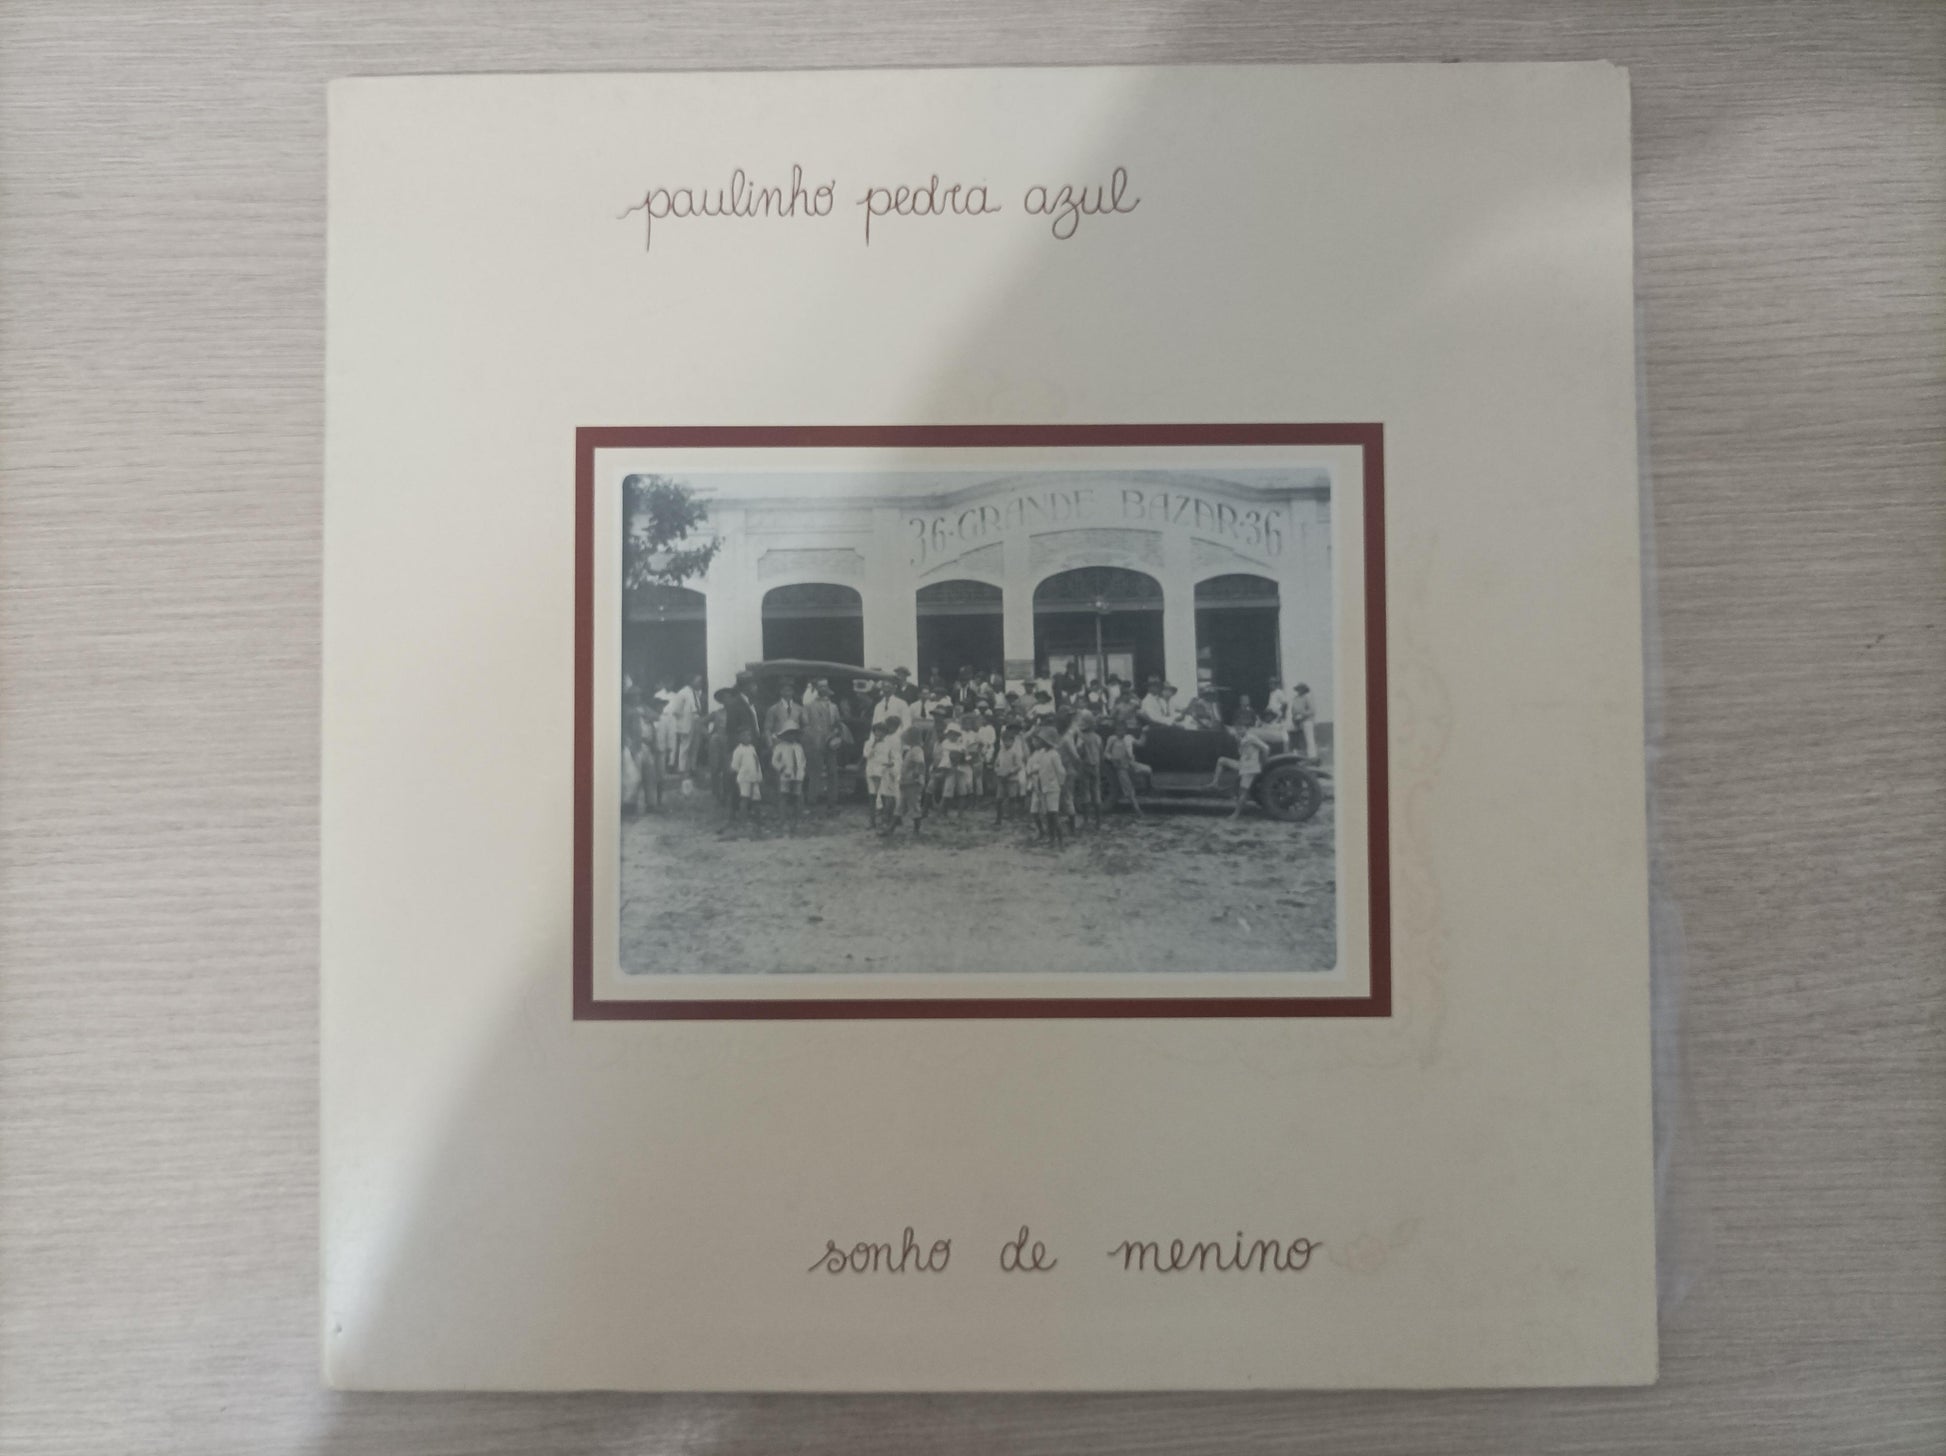 paulinho pedra azul
36·GRANDE BAZAR·36
sonho de menino